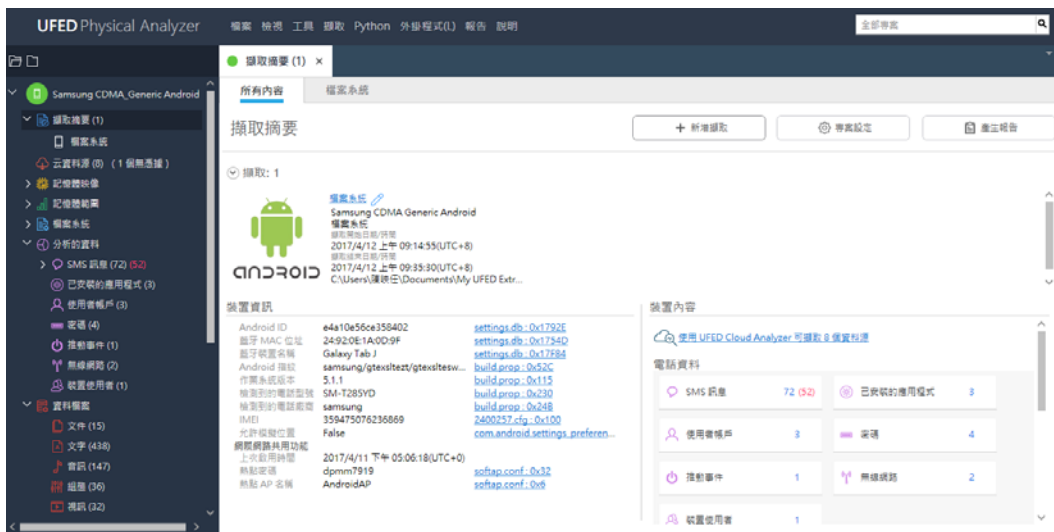 UFED Physical Analyzer 檔案 檢視 工具 擷取 Python 外掛程式(L) 報告 說明 全部專案
擷取摘要 (1) ×
Samsung CDMA_Generic Android
擷取摘要 (1)
檔案系統
云資料源 (8) (1 個無憑據)
記憶體映像
記憶體範圍
檔案系統
分析的資料
SMS 訊息 (72) (52)
已安裝的應用程式 (3)
使用者帳戶 (3)
密碼 (4)
推動事件 (1)
無線網路 (2)
裝置使用者 (1)
資料檔案
文件 (15)
文字 (438)
音訊 (147)
組態 (36)
視訊 (32)
所有內容 檔案系統
擷取摘要 + 新增擷取 專案設定 產生報告
擷取: 1
ANDROID
檔案系統
Samsung CDMA Generic Android
檔案系統
擷取開始日期/時間
2017/4/12 上午 09:14:55(UTC+8)
擷取結束日期/時間
2017/4/12 上午 09:35:30(UTC+8)
C:\Users\陳映任\Documents\My UFED Extr...
裝置資訊
Android ID e4a10e56ce358402 settings.db : 0x1792E
藍牙 MAC 位址 24:92:0E:1A:0D:9F settings.db : 0x1754D
藍牙裝置名稱 Galaxy Tab J settings.db : 0x17F84
Android 指紋 samsung/gtexsltezt/gtexslitesw... build.prop : 0x52C
作業系統版本 5.1.1 build.prop : 0x115
檢測到的電話型號 SM-T285YD build.prop : 0x230
檢測到的電話廠商 samsung build.prop : 0x24B
IMEI 359475076236869 2400257.cfg : 0x100
允許模擬位置 False com.android.settings_preferen...
網際網路共用功能
上次啟用時間 2017/4/11 下午 05:06:18(UTC+0)
熱點密碼 dpmm7919 softap.conf : 0x32
熱點 AP 名稱 AndroidAP softap.conf : 0x6
裝置內容
使用 UFED Cloud Analyzer 可擷取 8 個資料源
電話資料
SMS 訊息 72 (52) 已安裝的應用程式 3
使用者帳戶 3 密碼 4
推動事件 1 無線網路 2
裝置使用者 1